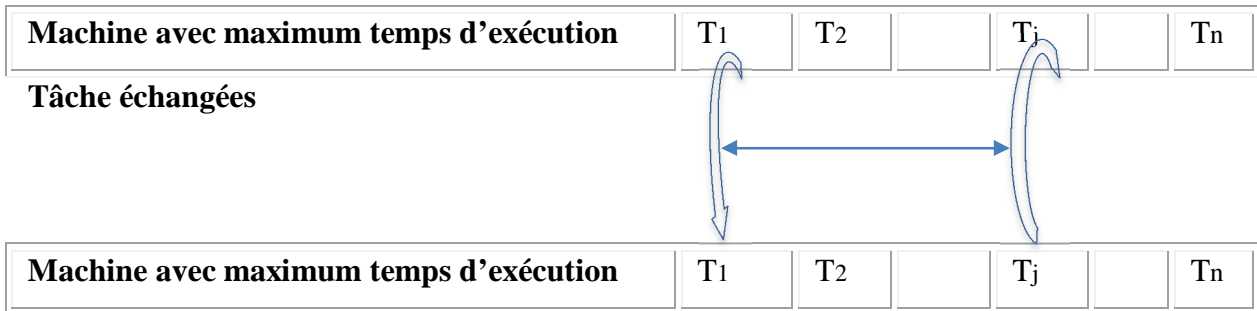 Machine avec maximum temps d'exécution T1 T2 Tj Tn
Tâche échangées
Machine avec maximum temps d'exécution T1 T2 Tj Tn